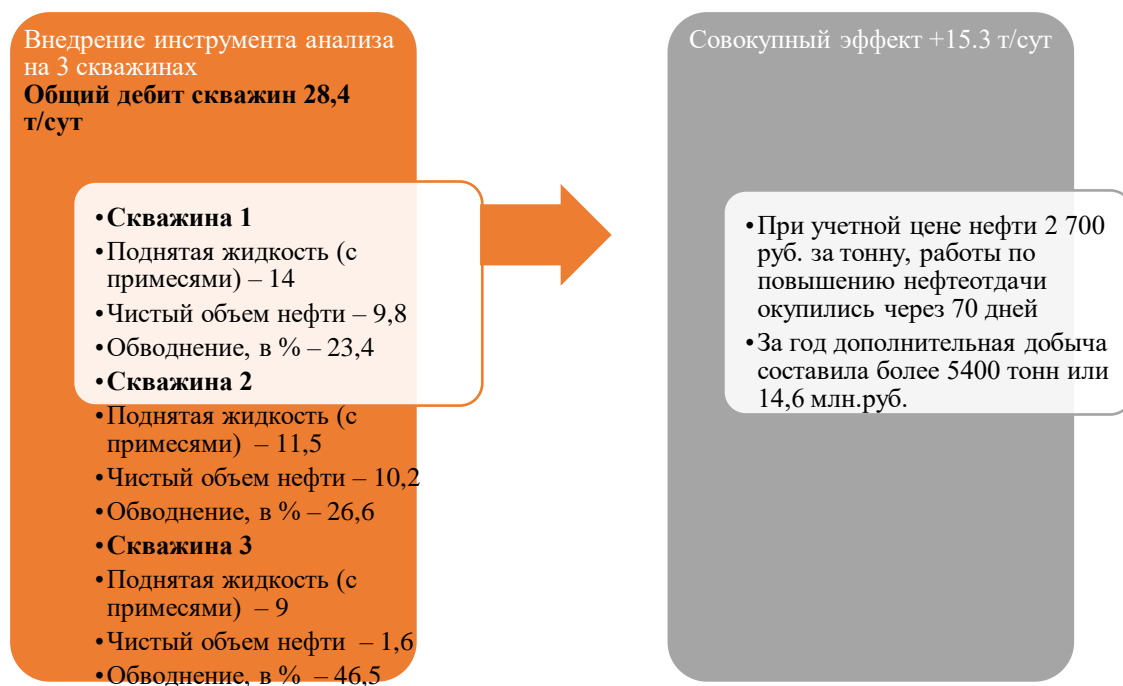 Внедрение инструмента анализа
на 3 скважинах
Общий дебит скважин 28,4
т/сут
•Скважина 1
•Поднятая жидкость (с
примесями) – 14
•Чистый объем нефти – 9,8
•Обводнение, в % – 23,4
•Скважина 2
•Поднятая жидкость (с
примесями) – 11,5
•Чистый объем нефти – 10,2
•Обводнение, в % – 26,6
•Скважина 3
•Поднятая жидкость (с
примесями) – 9
•Чистый объем нефти – 1,6
•Обводнение, в % – 46,5
Совокупный эффект +15.3 т/сут
•При учетной цене нефти 2 700
руб. за тонну, работы по
повышению нефтеотдачи
окупились через 70 дней
•За год дополнительная добыча
составила более 5400 тонн или
14,6 млн.руб.